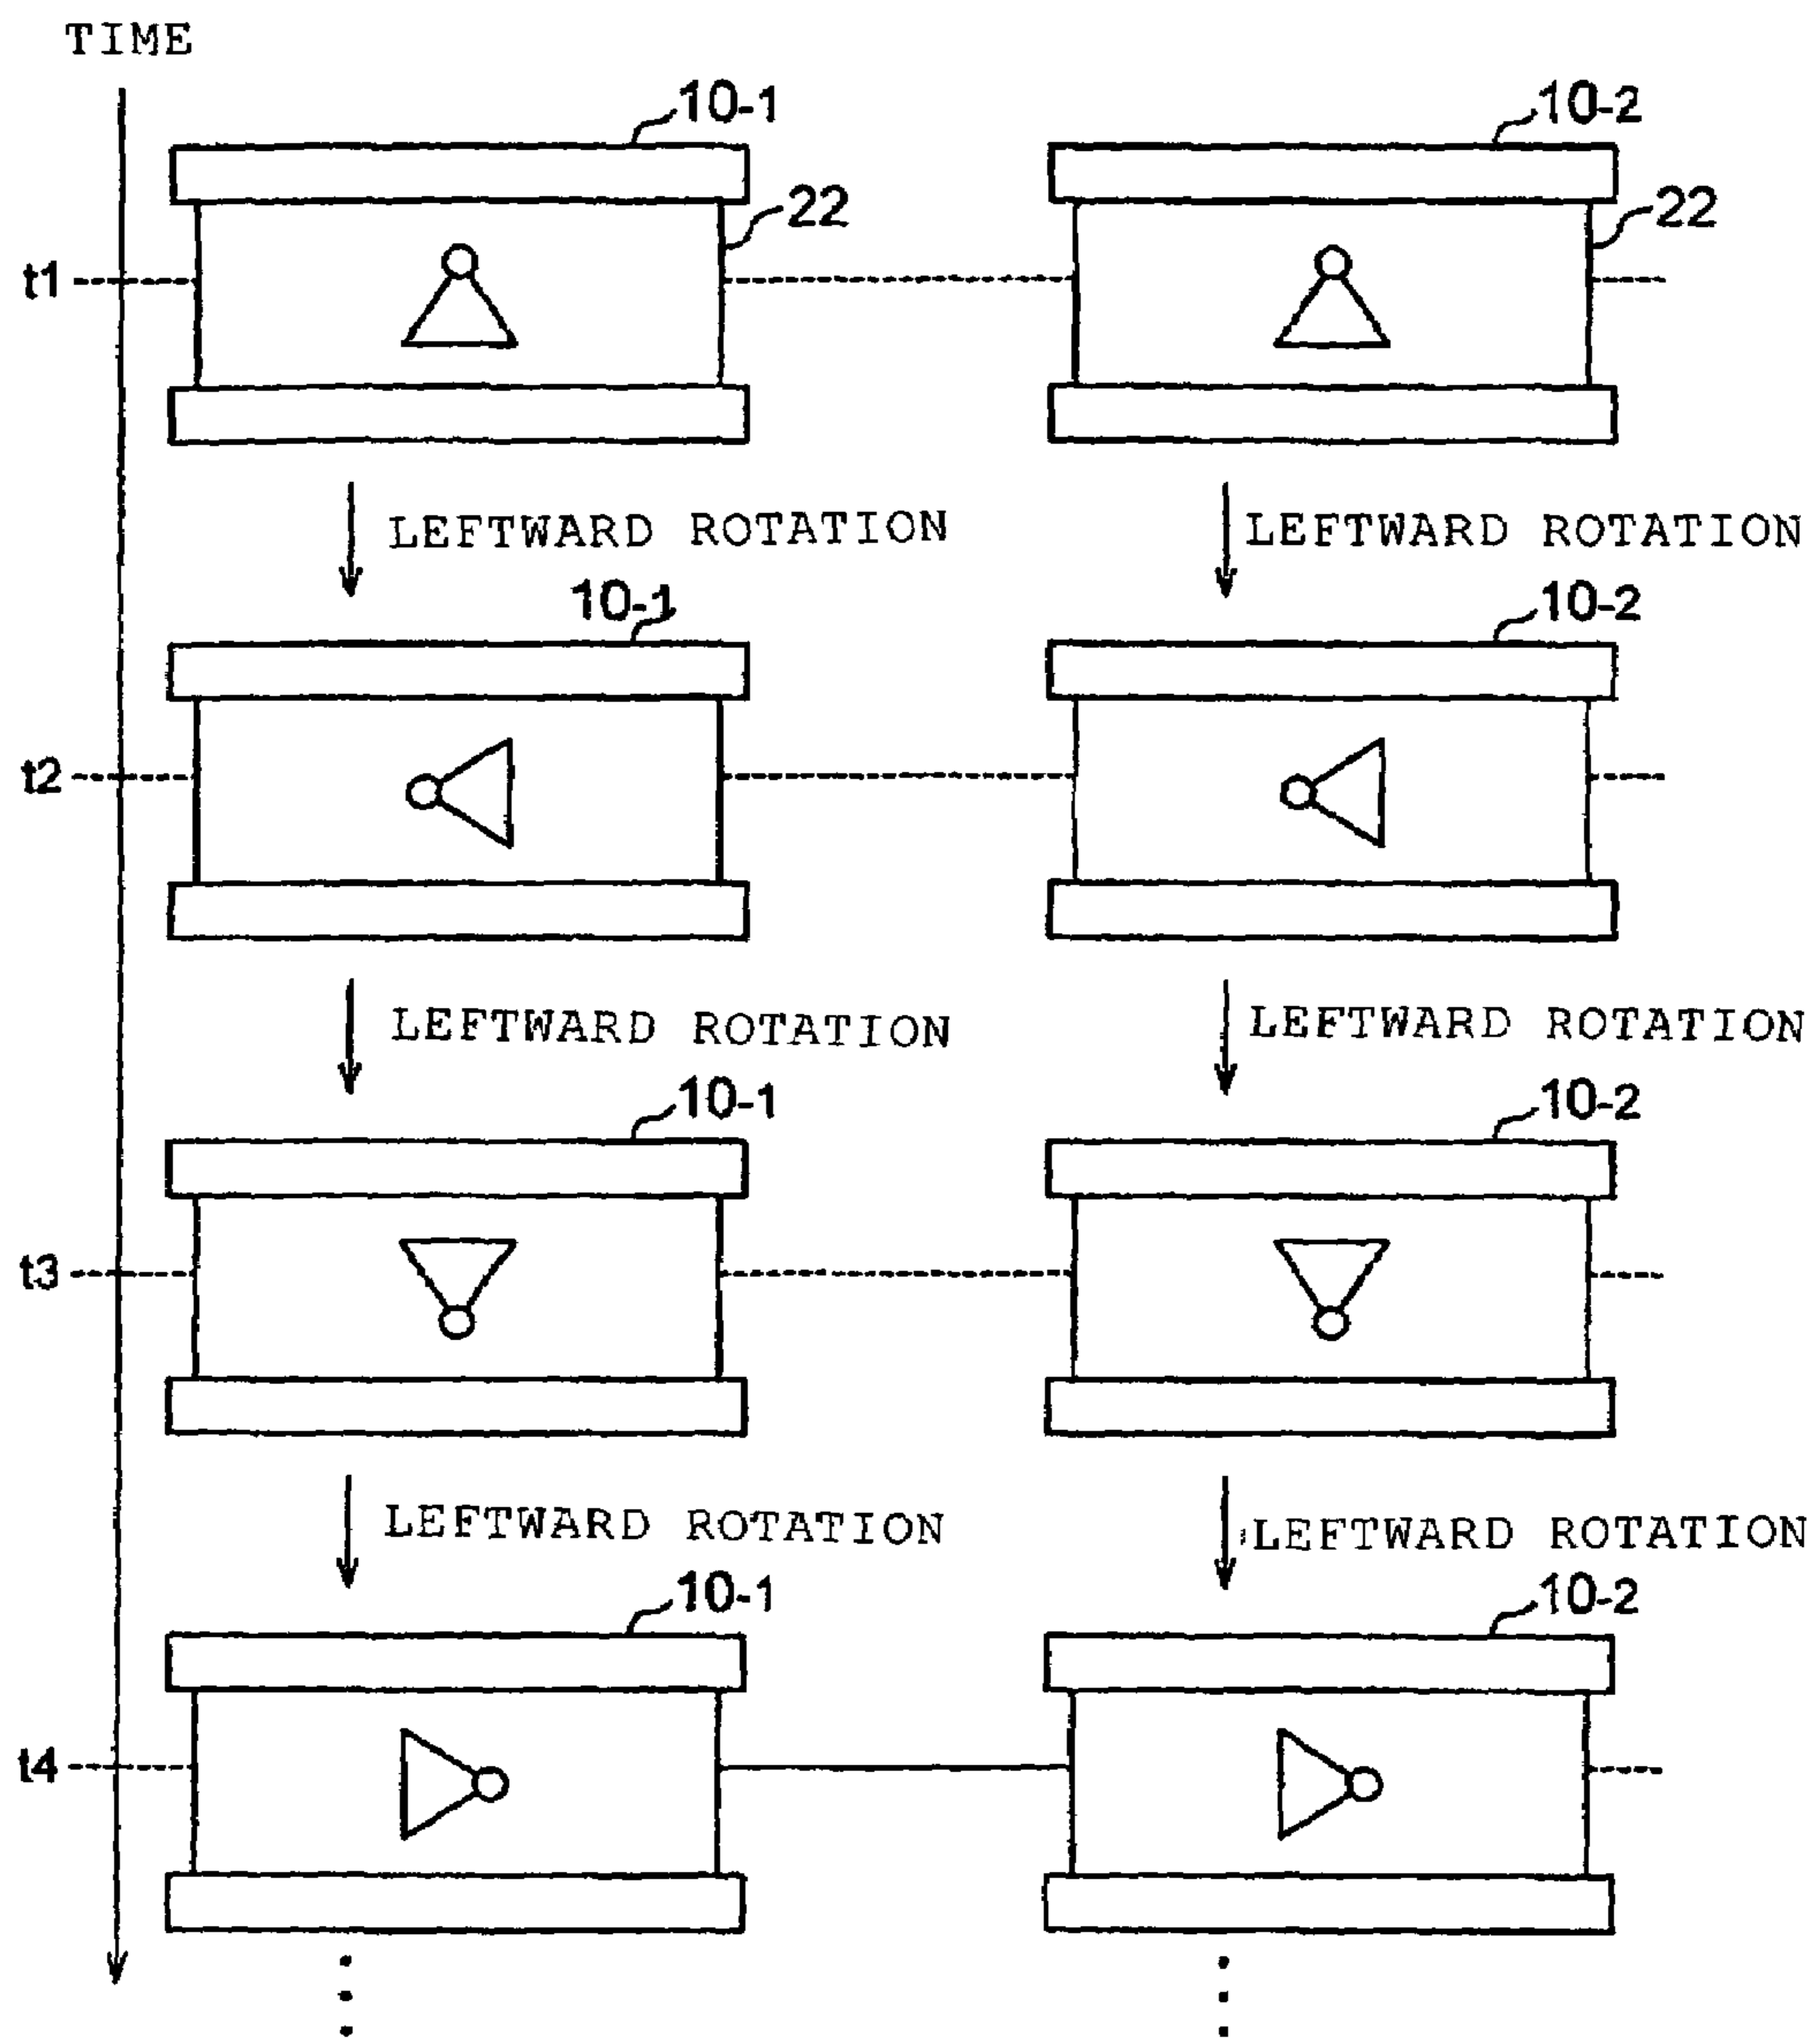 TIME
10-1
10-2
22
22
t1
LEFTWARD ROTATION
LEFTWARD ROTATION
10-1
10-2
t2
LEFTWARD ROTATION
LEFTWARD ROTATION
10-1
10-2
t3
LEFTWARD ROTATION
LEFTWARD ROTATION
10-1
10-2
t4